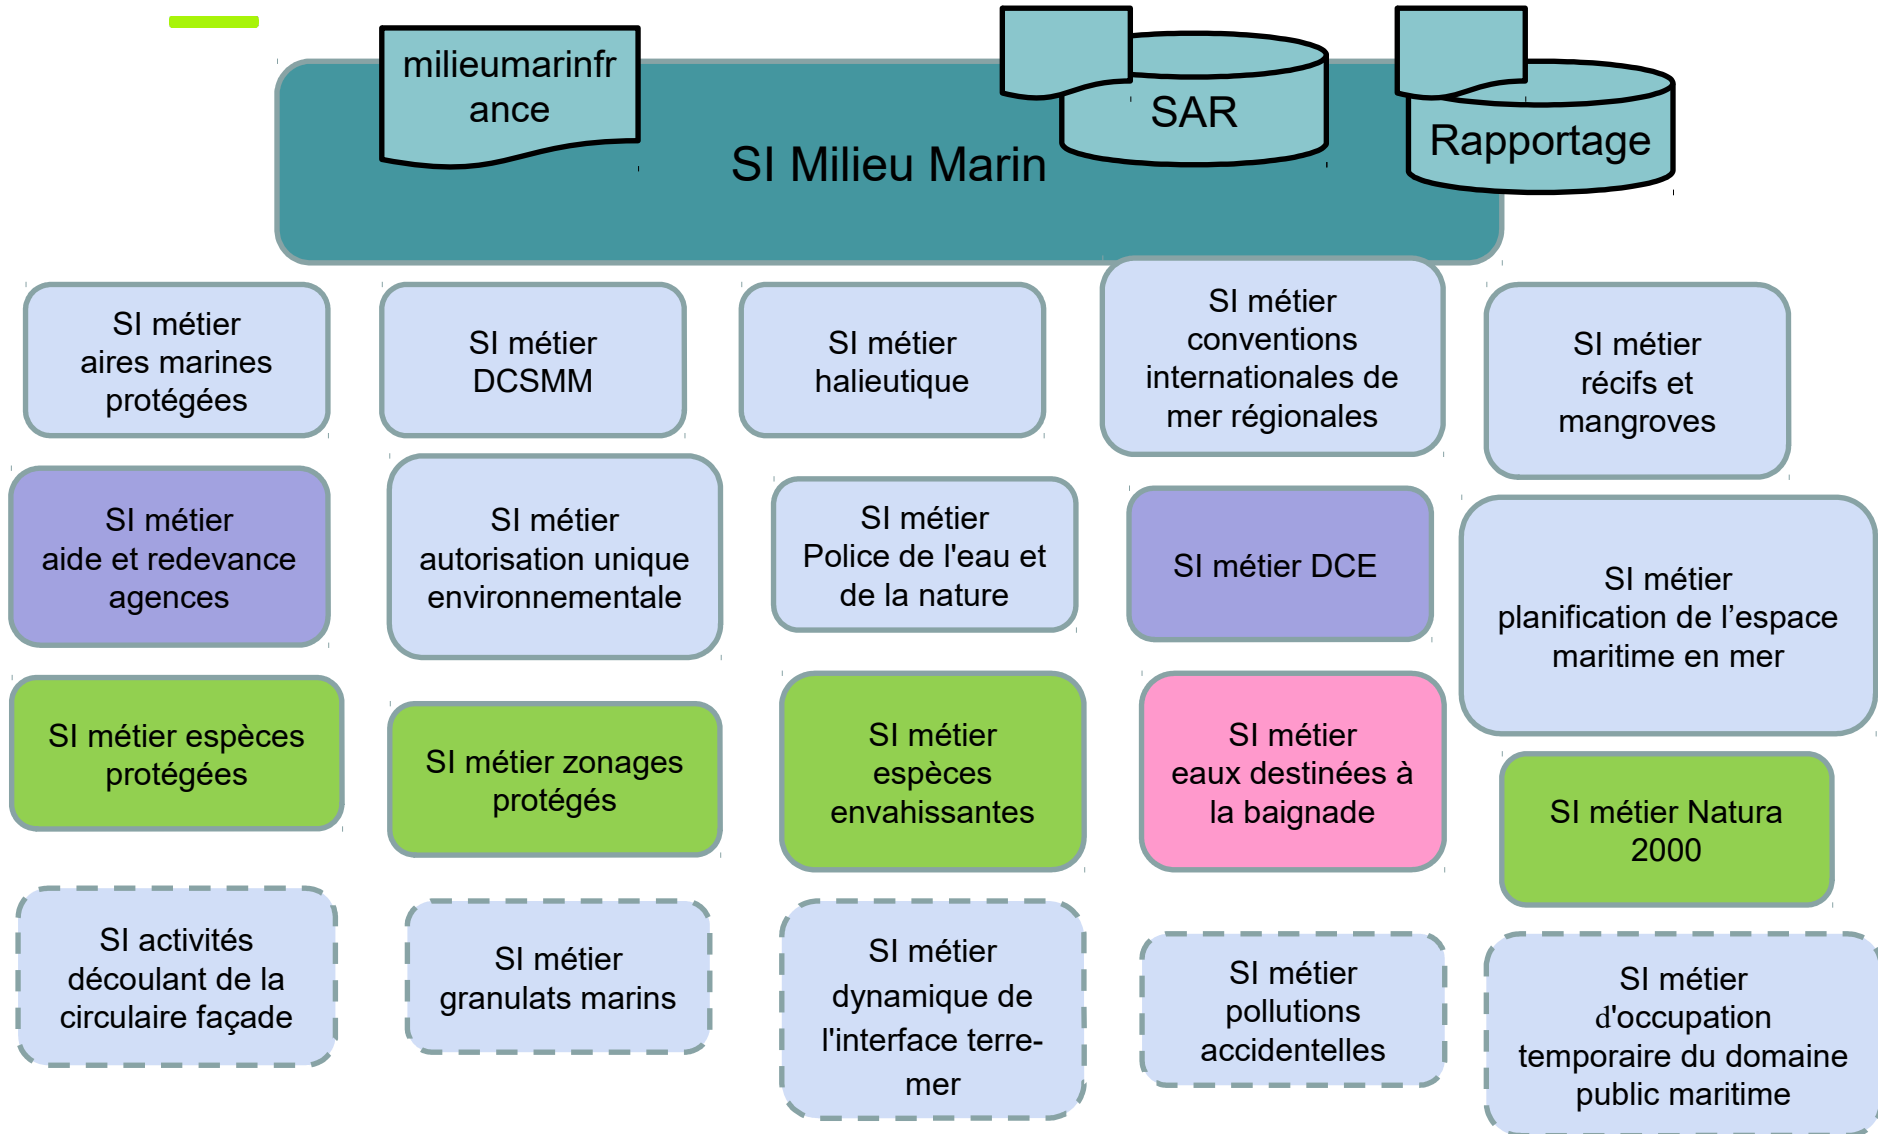 milieumarinfr
ance
SAR
Rapportage
SI Milieu Marin
SI métier
aires marines
protégées
SI métier
DCSMM
SI métier
halieutique
SI métier
conventions
internationales de
mer régionales
SI métier
récifs et
mangroves
SI métier
aide et redevance
agences
SI métier
autorisation unique
environnementale
SI métier
Police de l'eau et
de la nature
SI métier DCE
SI métier
planification de l’espace
maritime en mer
SI métier espèces
protégées
SI métier zonages
protégés
SI métier
espèces
envahissantes
SI métier
eaux destinées à
la baignade
SI métier Natura
2000
SI activités
découlant de la
circulaire façade
SI métier
granulats marins
SI métier
dynamique de
l'interface terre-
mer
SI métier
pollutions
accidentelles
SI métier
d'occupation
temporaire du domaine
public maritime